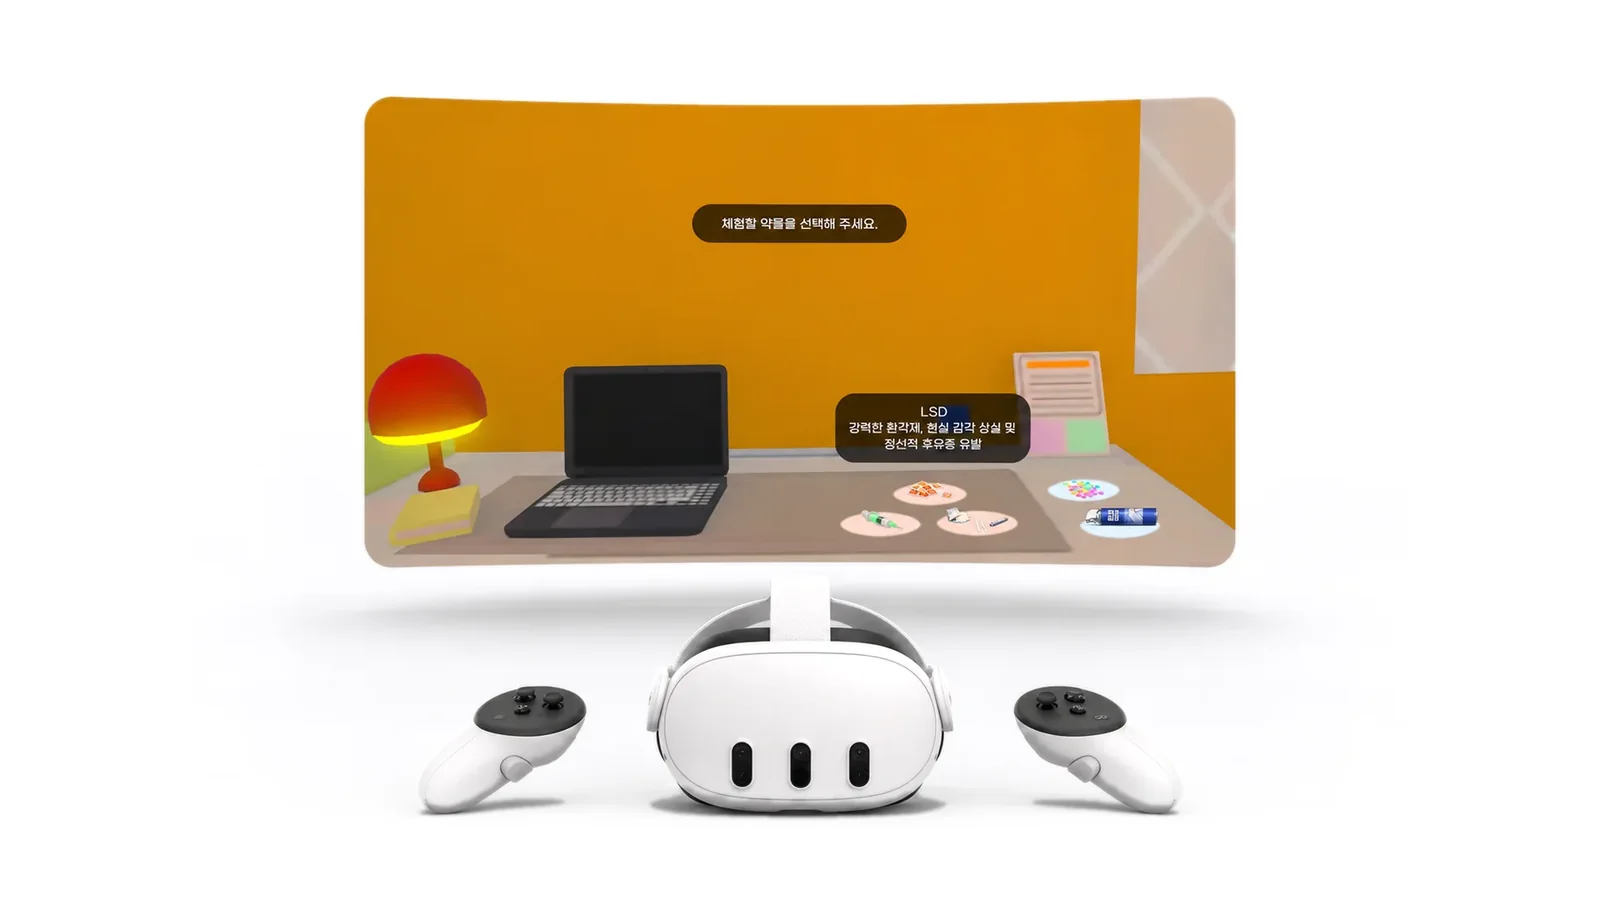 체험할 약물을 선택해 주세요.
LSD
강력한 환각제, 현실 감각 상실 및
정선적 후유증 유발